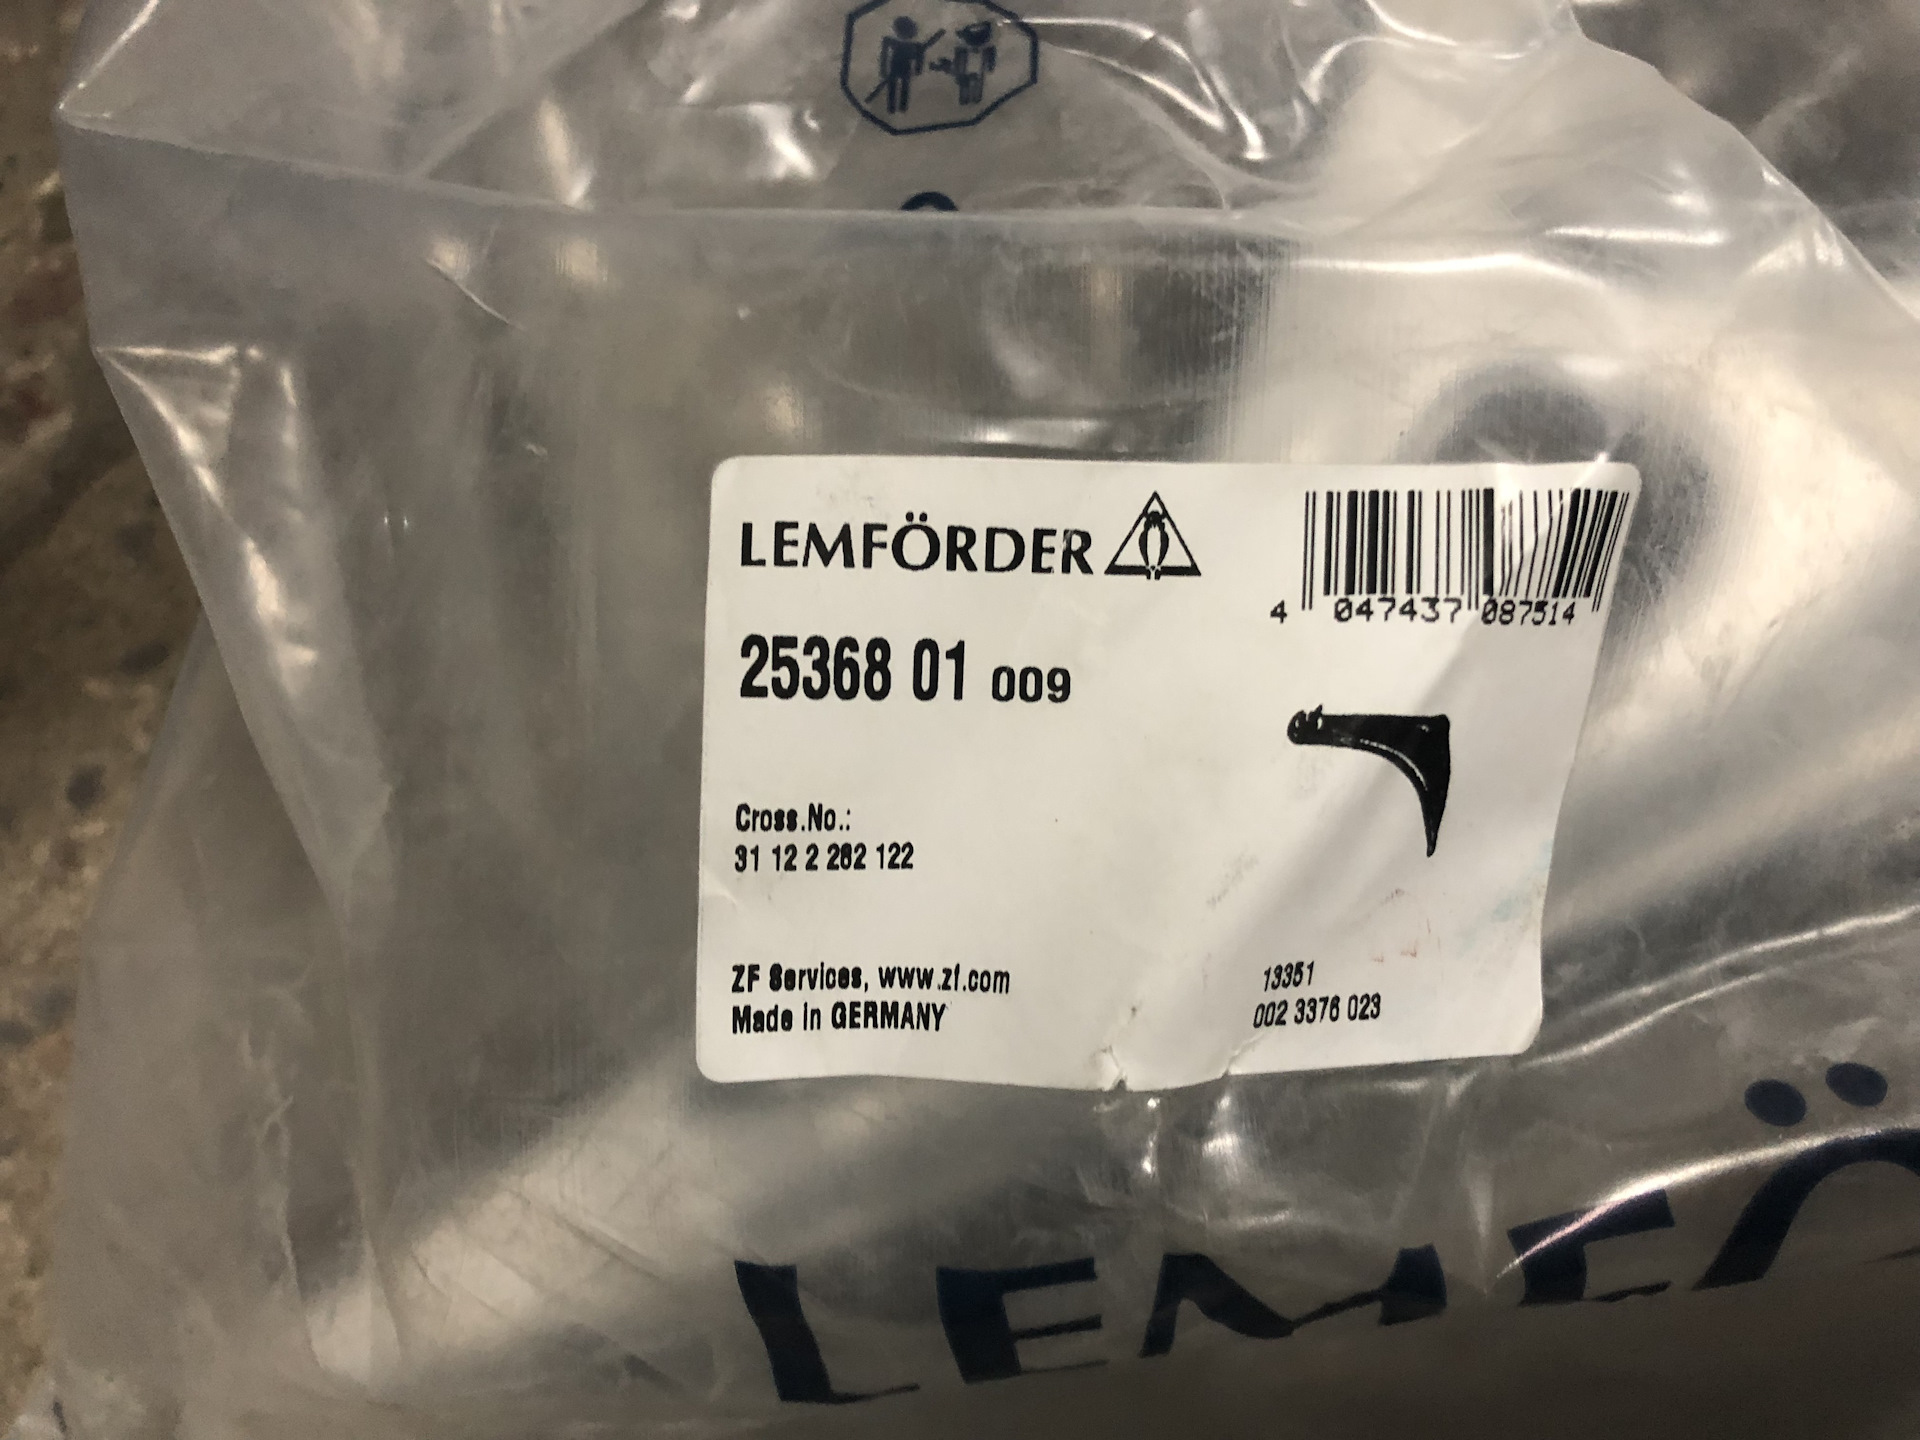 LEMFÖRDER
4 047437 087514
25368 01 009
Cross.No.:
31 12 2 282 122
ZF Services, www.zf.com
Made in GERMANY
13351
002 3376 023
LEMFÖ